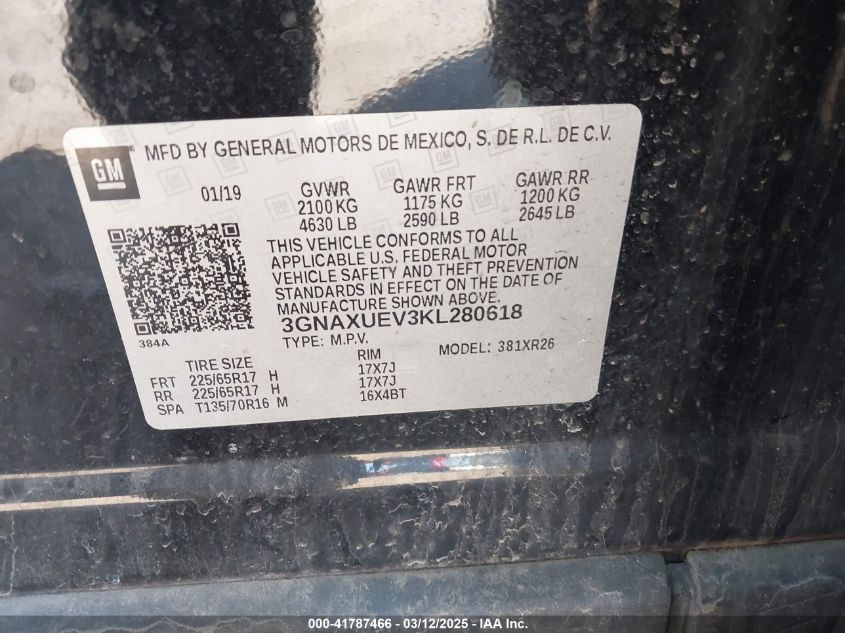 GM MFD BY GENERAL MOTORS DE MEXICO, S. DE R.L. DE C.V.
01/19 GVWR GAWR FRT GAWR RR
2100 KG 1175 KG 1200 KG
4630 LB 2590 LB 2645 LB
THIS VEHICLE CONFORMS TO ALL
APPLICABLE U.S. FEDERAL MOTOR
VEHICLE SAFETY AND THEFT PREVENTION
STANDARDS IN EFFECT ON THE DATE OF
MANUFACTURE SHOWN ABOVE.
384A 3GNAXUEV3KL280618
TYPE: M.P.V. MODEL: 381XR26
TIRE SIZE RIM
FRT 225/65R17 H 17X7J
RR 225/65R17 H 17X7J
SPA T135/70R16 M 16X4BT
000-41787466 - 03/12/2025 - IAA Inc.